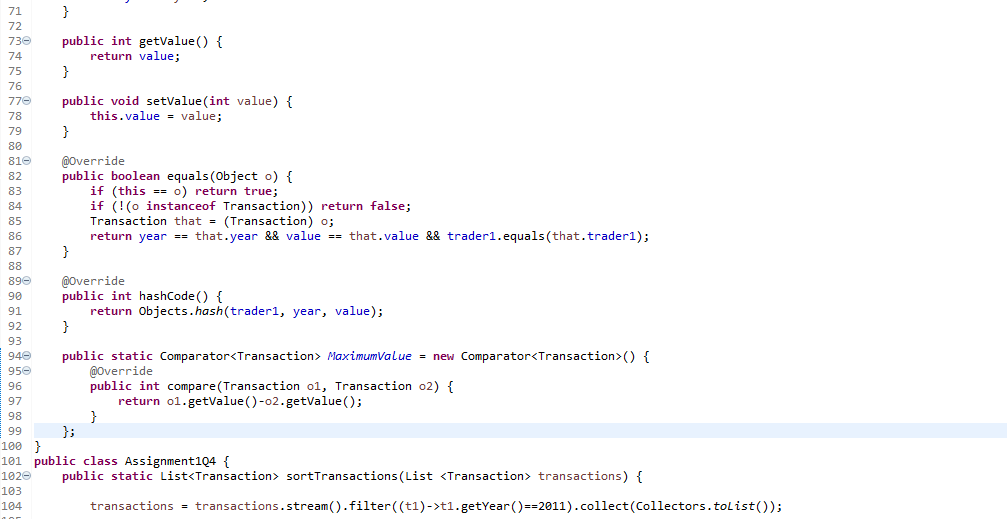 71 }
72
73 public int getValue() {
74 return value;
75 }
76
77 public void setValue(int value) {
78 this.value = value;
79 }
80
81 @Override
82 public boolean equals(Object o) {
83 if (this == o) return true;
84 if (!(o instanceof Transaction)) return false;
85 Transaction that = (Transaction) o;
86 return year == that.year && value == that.value && trader1.equals(that.trader1);
87 }
88
89 @Override
90 public int hashCode() {
91 return Objects.hash(trader1, year, value);
92 }
93
94 public static Comparator<Transaction> MaximumValue = new Comparator<Transaction>() {
95 @Override
96 public int compare(Transaction o1, Transaction o2) {
97 return o1.getValue()-o2.getValue();
98 }
99 };
100 }
101 public class Assignment1Q4 {
102 public static List<Transaction> sortTransactions(List <Transaction> transactions) {
103
104 transactions = transactions.stream().filter((t1)->t1.getYear()==2011).collect(Collectors.toList());